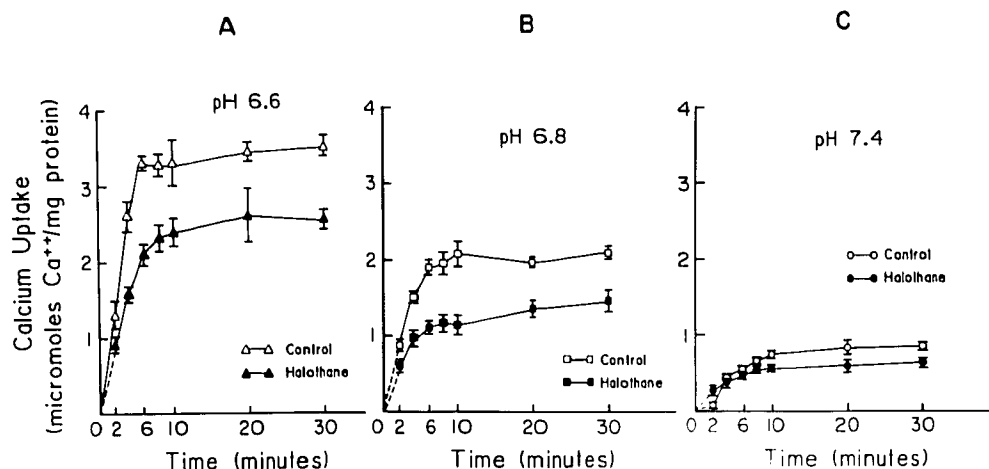 A
B
C
pH 6.6
pH 6.8
pH 7.4
Calcium Uptake
(micromoles Ca++/mg protein)
4
3
2
1
0 2 6 10 20 30
Time (minutes)
Control
Halothane
4
3
2
1
0 2 6 10 20 30
Time (minutes)
Control
Halothane
4
3
2
1
0 2 6 10 20 30
Time (minutes)
Control
Halothane